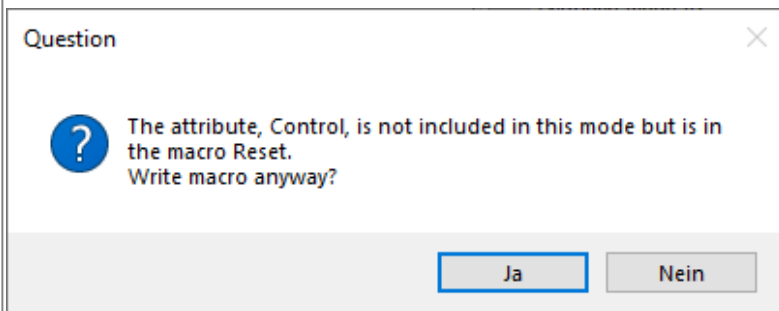 Question
The attribute, Control, is not included in this mode but is in
the macro Reset.
Write macro anyway?
Ja
Nein